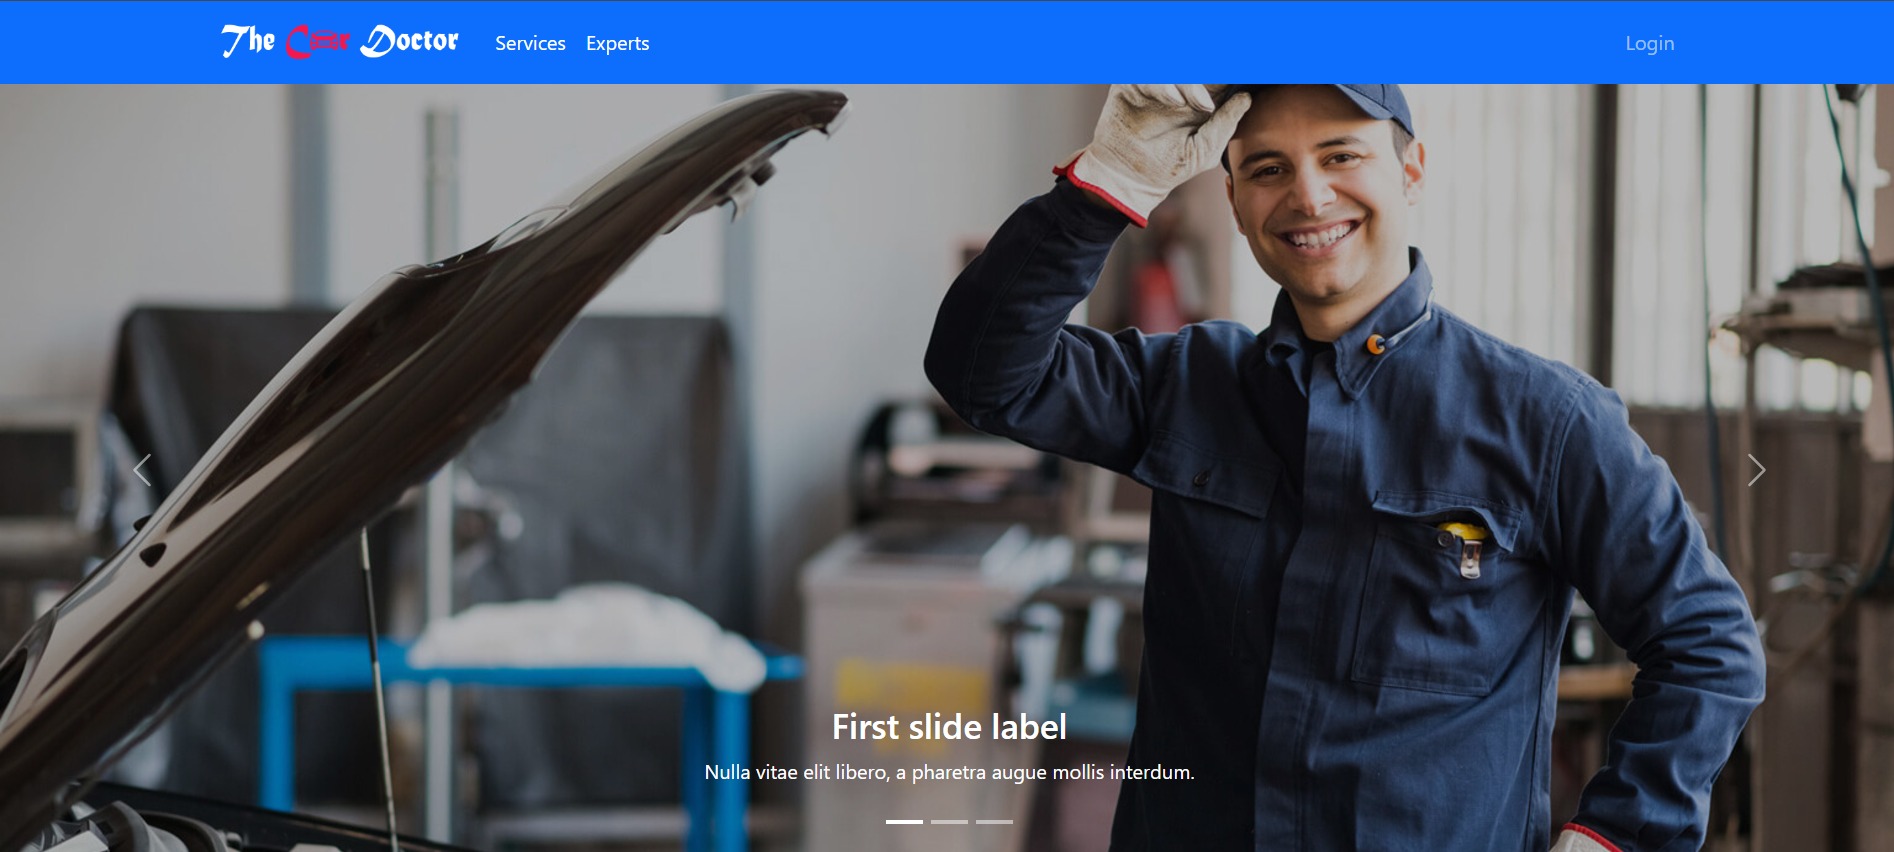 The Car Doctor
Services
Experts
Login
First slide label
Nulla vitae elit libero, a pharetra augue mollis interdum.